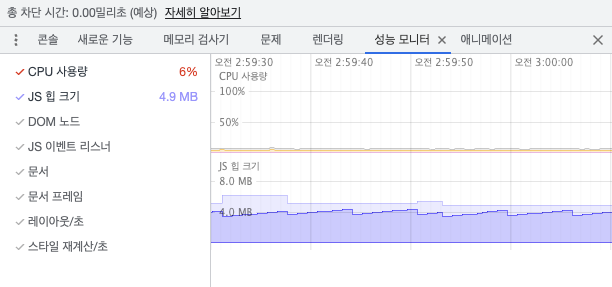 총 차단 시간: 0.00밀리초 (예상) 자세히 알아보기
콘솔 새로운 기능 메모리 검사기 문제 렌더링 성능 모니터 애니메이션
CPU 사용량 6%
JS 힙 크기 4.9 MB
DOM 노드
JS 이벤트 리스너
문서
문서 프레임
레이아웃/초
스타일 재계산/초
오전 2:59:30 오전 2:59:40 오전 2:59:50 오전 3:00:00
CPU 사용량
100%
50%
JS 힙 크기
8.0 MB
4.0 MB